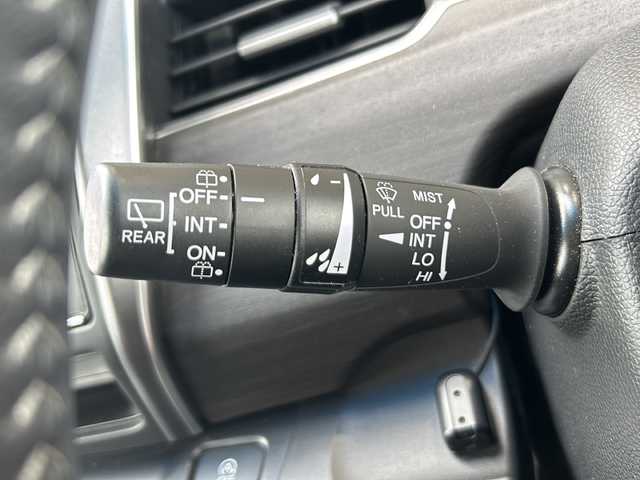 OFF
INT
REAR
ON
- 
+
PULL
MIST
OFF
INT
LO
HI